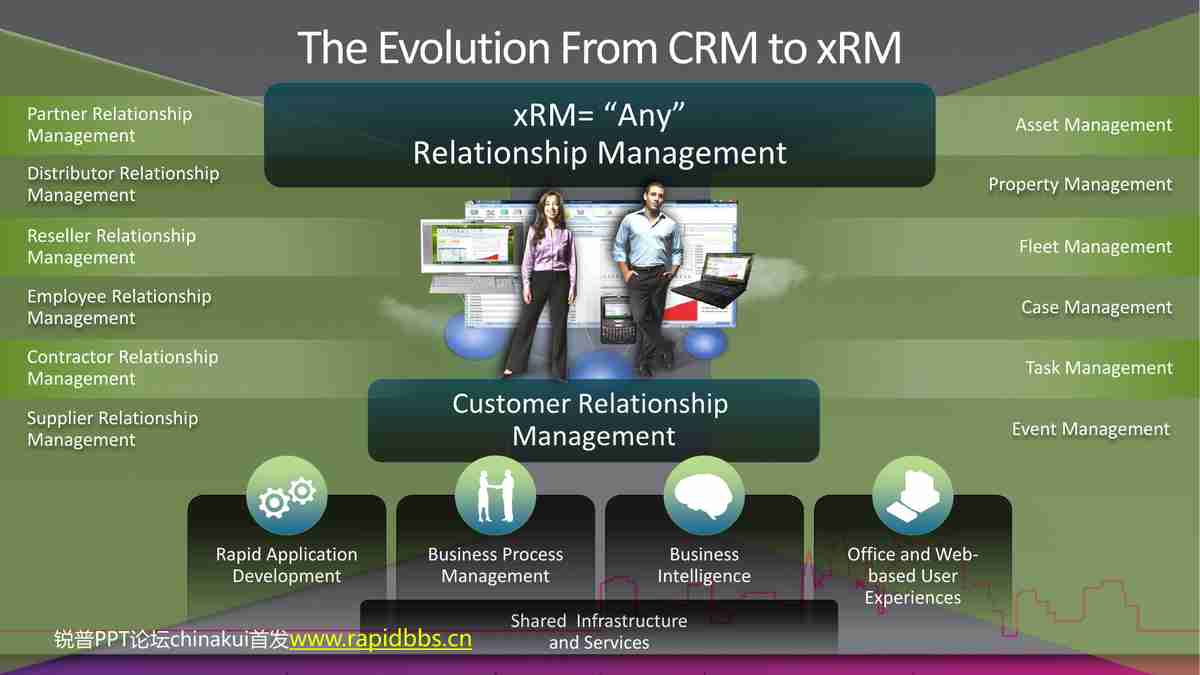 The Evolution From CRM to xRM
xRM= “Any”
Relationship Management
Partner Relationship
Management
Distributor Relationship
Management
Reseller Relationship
Management
Employee Relationship
Management
Contractor Relationship
Management
Supplier Relationship
Management
Asset Management
Property Management
Fleet Management
Case Management
Task Management
Event Management
Customer Relationship
Management
Rapid Application
Development
Business Process
Management
Business
Intelligence
Office and Web-
based User
Experiences
Shared  Infrastructure
and Services
锐普PPT论坛chinakui首发www.rapidbbs.cn